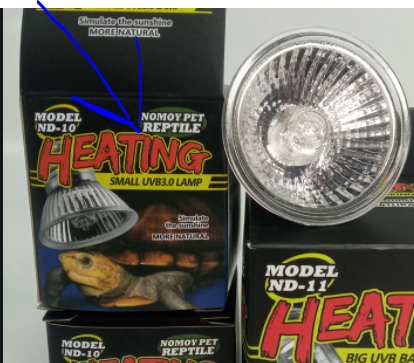 Simulate the sunshine
MORE NATURAL
MODEL
ND-10
NOMOY PET
REPTILE
HEATING
SMALL UVB3.0 LAMP
Simulate
the sunshine
MORE NATURAL
MODEL
ND-11
HEAT
BIG UVB BA
MODEL
ND-10
NOMOY PET
REPTILE